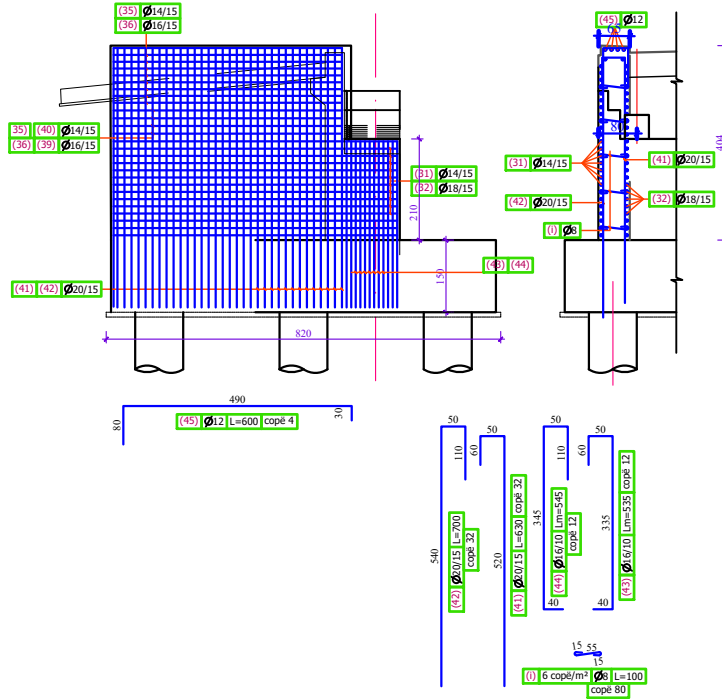 (35) Ø14/15
(36) Ø16/15
(45) Ø12
65
35) (40) Ø14/15
(36) (39) Ø16/15
(31) Ø14/15
(32) Ø18/15
210
(31) Ø14/15
(41) Ø20/15
404
(42) Ø20/15
(32) Ø18/15
(i) Ø8
(43) (44)
150
(41) (42) Ø20/15
820
490
80
30
(45) Ø12 L=600 copë 4
50
50
50
50
110
60
110
60
540
(42) Ø20/15 L=700
copë 32
520
(41) Ø20/15 L=630 copë 32
345
(44) Ø16/10 Lm=545
copë 12
335
(43) Ø16/10 Lm=535 copë 12
40
40
15 55
15
(i) 6 copë/m² Ø8 L=100
copë 80